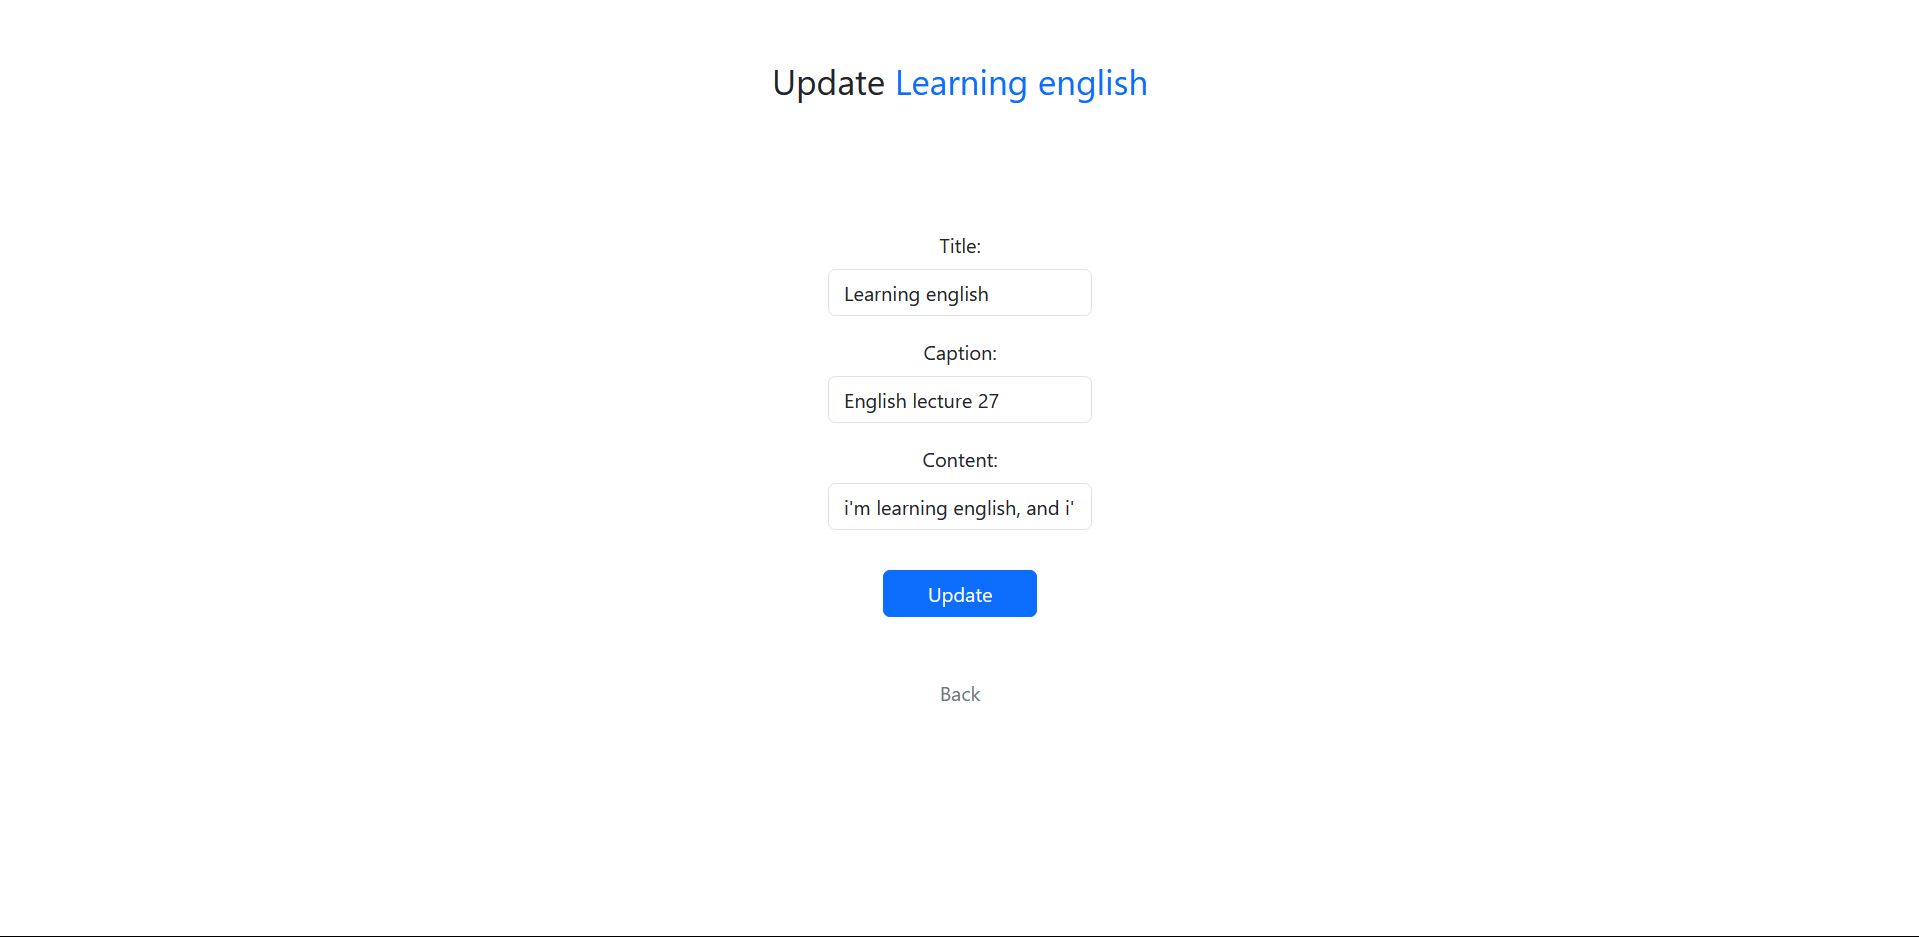 Update Learning english
Title:
Learning english
Caption:
English lecture 27
Content:
i'm learning english, and i'
Update
Back